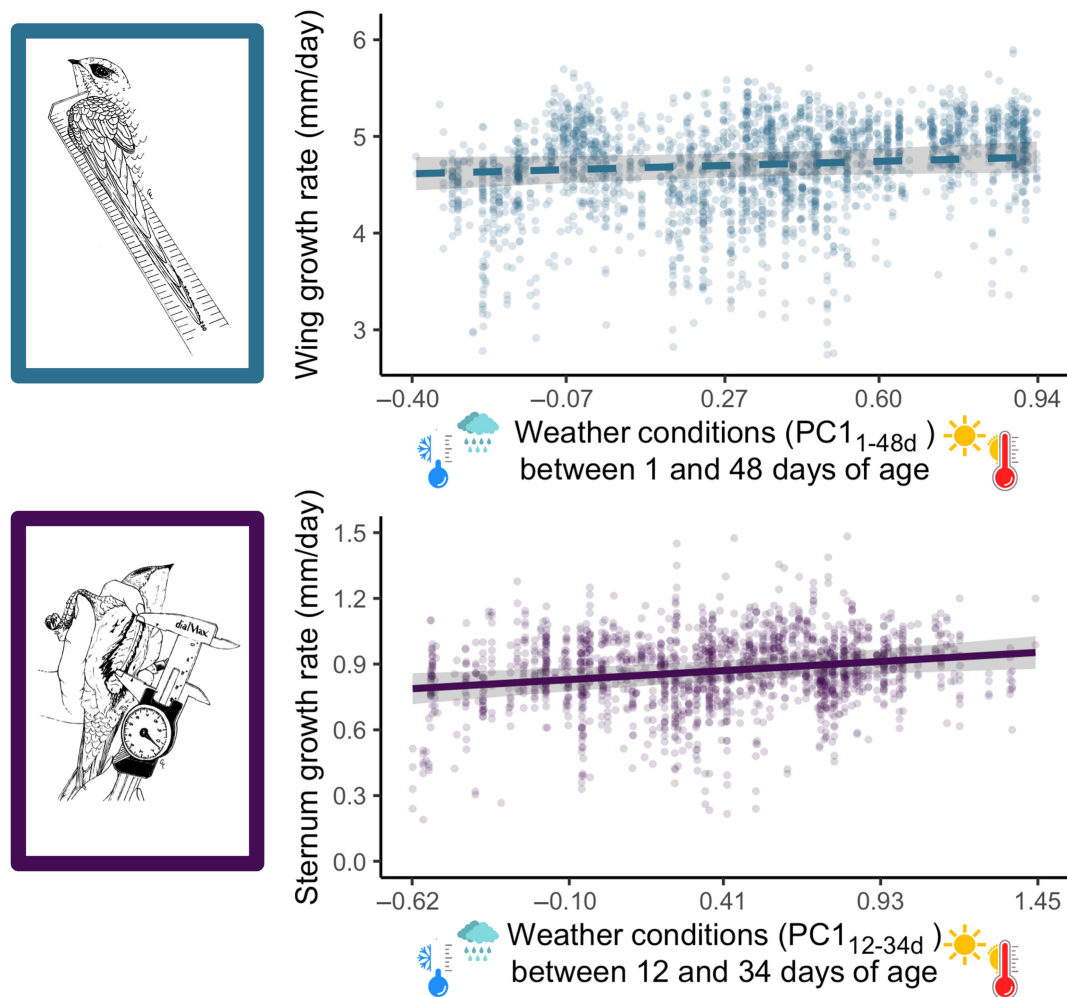 Wing growth rate (mm/day)
6
5
4
3
–0.40 –0.07 0.27 0.60 0.94
Weather conditions (PC1₁₋₄₈d )
between 1 and 48 days of age
dialMax
Sternum growth rate (mm/day)
1.5
1.2
0.9
0.6
0.3
0.0
–0.62 –0.10 0.41 0.93 1.45
Weather conditions (PC1₁₂₋₃₄d )
between 12 and 34 days of age